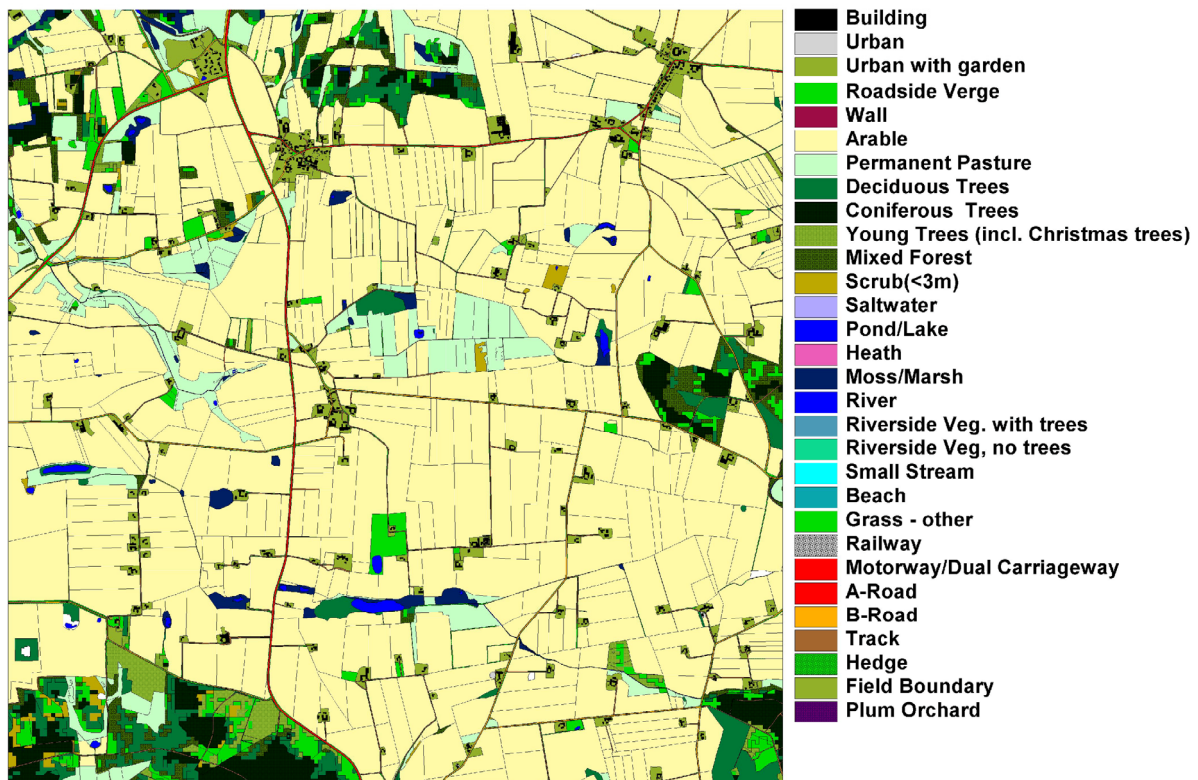 Building
Urban
Urban with garden
Roadside Verge
Wall
Arable
Permanent Pasture
Deciduous Trees
Coniferous  Trees
Young Trees (incl. Christmas trees)
Mixed Forest
Scrub(<3m)
Saltwater
Pond/Lake
Heath
Moss/Marsh
River
Riverside Veg. with trees
Riverside Veg, no trees
Small Stream
Beach
Grass - other
Railway
Motorway/Dual Carriageway
A-Road
B-Road
Track
Hedge
Field Boundary
Plum Orchard